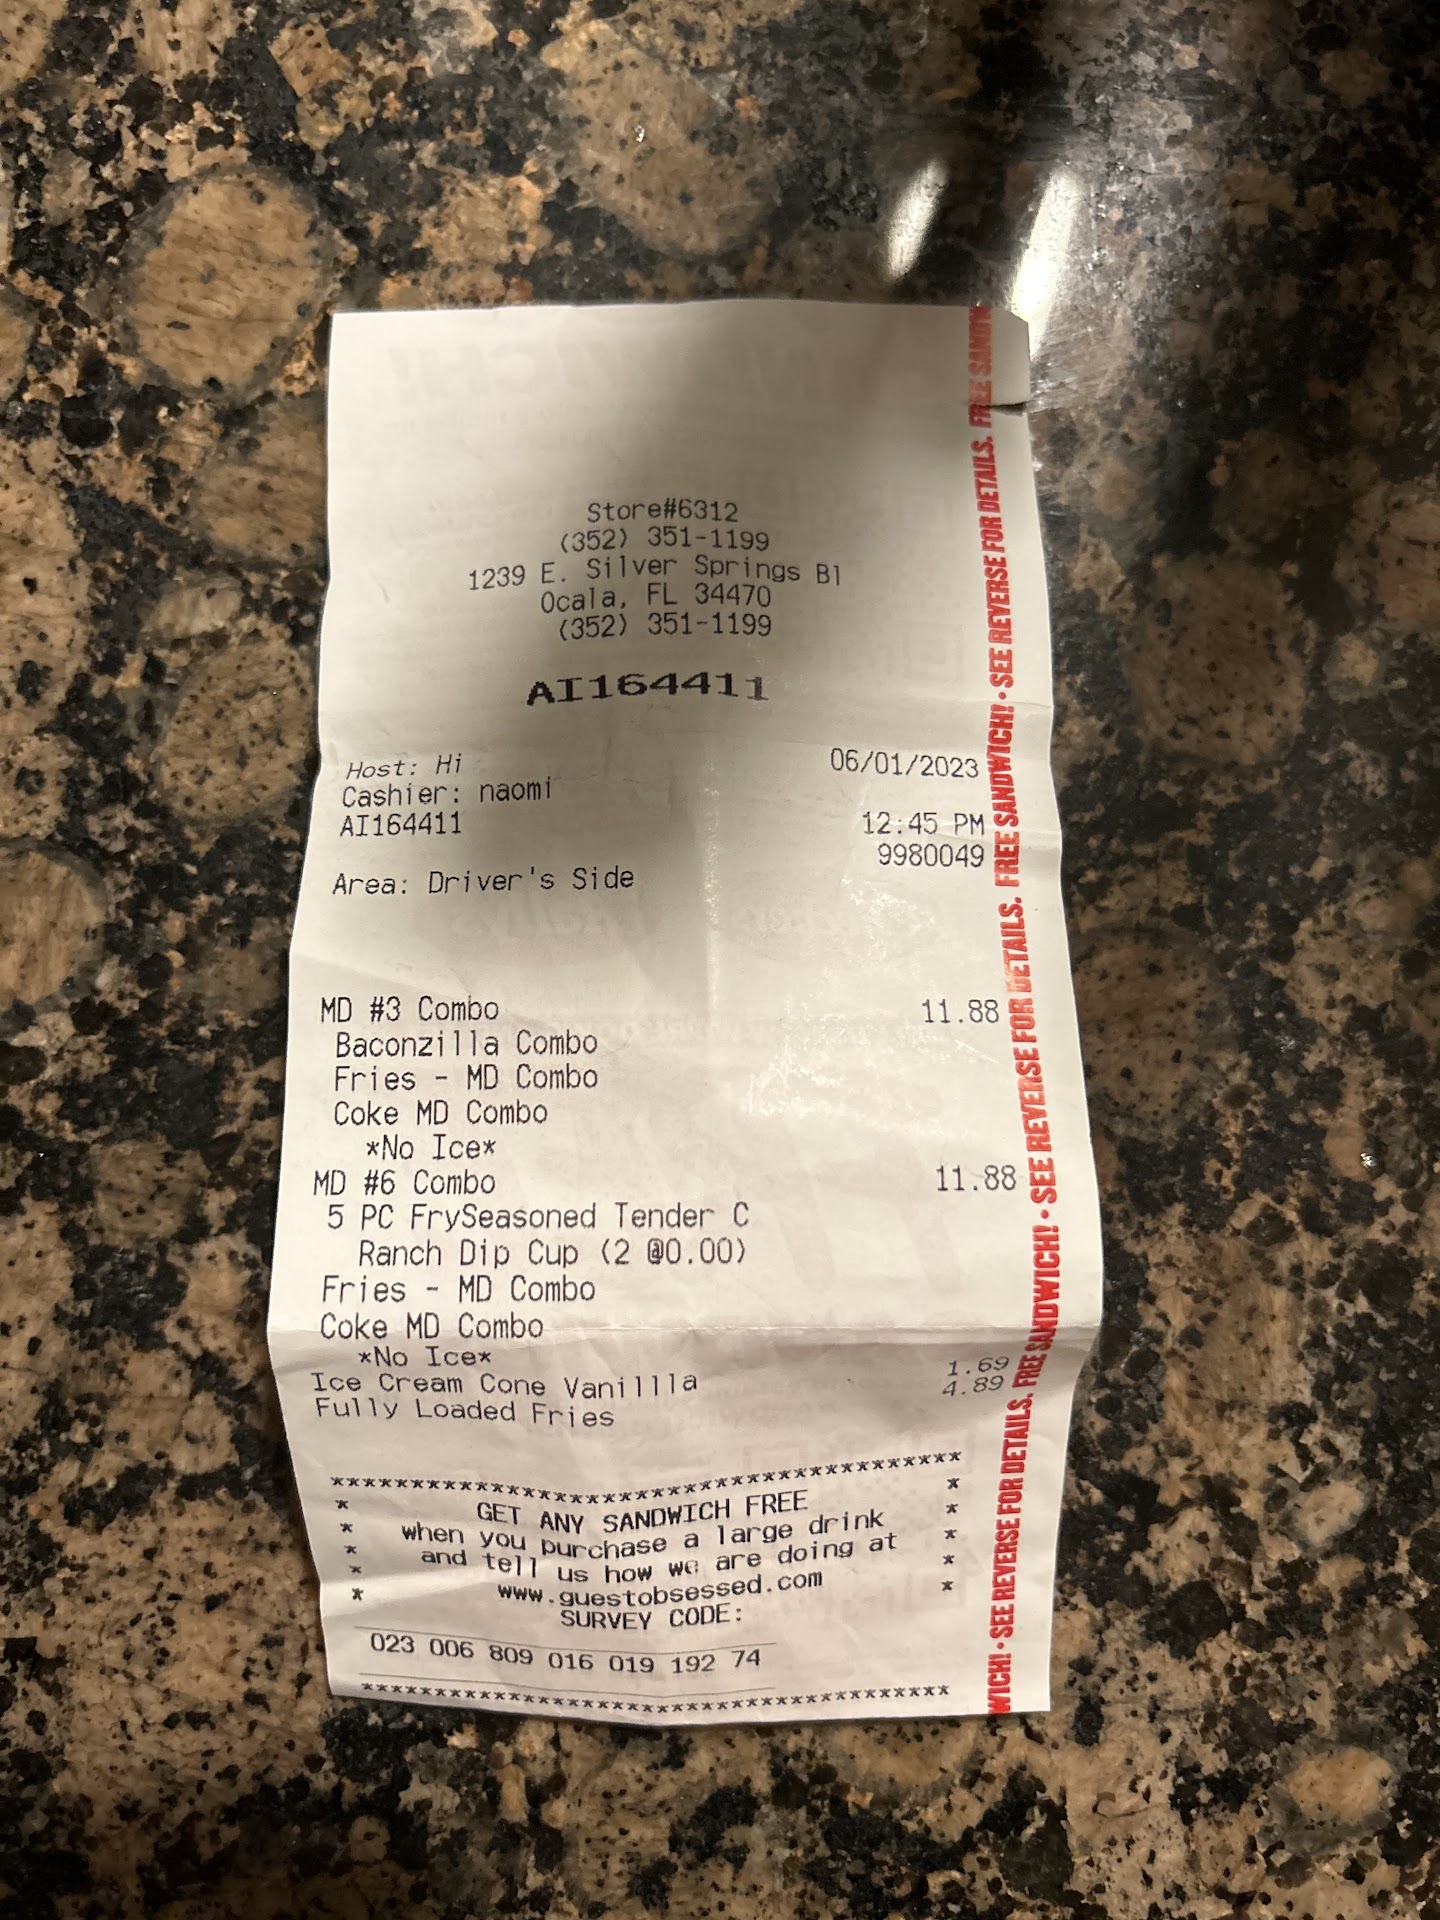 Store#6312
(352) 351-1199
1239 E. Silver Springs Bl
Ocala, FL 34470
(352) 351-1199
AI164411
Host: Hi 06/01/2023
Cashier: naomi
AI164411 12:45 PM
9980049
Area: Driver's Side
MD #3 Combo 11.88
Baconzilla Combo
Fries - MD Combo
Coke MD Combo
*No Ice*
MD #6 Combo 11.88
5 PC FrySeasoned Tender C
Ranch Dip Cup (2 @0.00)
Fries - MD Combo
Coke MD Combo
*No Ice*
Ice Cream Cone Vanilllla 1.69
Fully Loaded Fries 4.89
****************************************
* GET ANY SANDWICH FREE *
* when you purchase a large drink *
* and tell us how we are doing at *
* www.guestobsessed.com *
* SURVEY CODE: *
023 006 809 016 019 192 74
****************************************
WICH! • SEE REVERSE FOR DETAILS. FREE SANDWICH! • SEE REVERSE FOR DETAILS. FREE SANDWICH! • SEE REVERSE FOR DETAILS. FREE SANDW